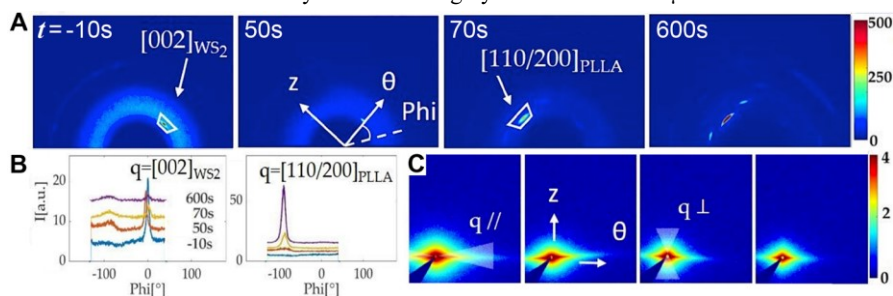 A
t = -10s
[002]WS2
50s
z
θ
Phi
70s
[110/200]PLLA
600s
500
250
0
B
q=[002]WS2
I[a.u.]
20
10
0
600s
70s
50s
-10s
-100 0 100
Phi[°]
q=[110/200]PLLA
50
0
-100 0 100
Phi[°]
C
q //
z
θ
q ⊥
4
2
0